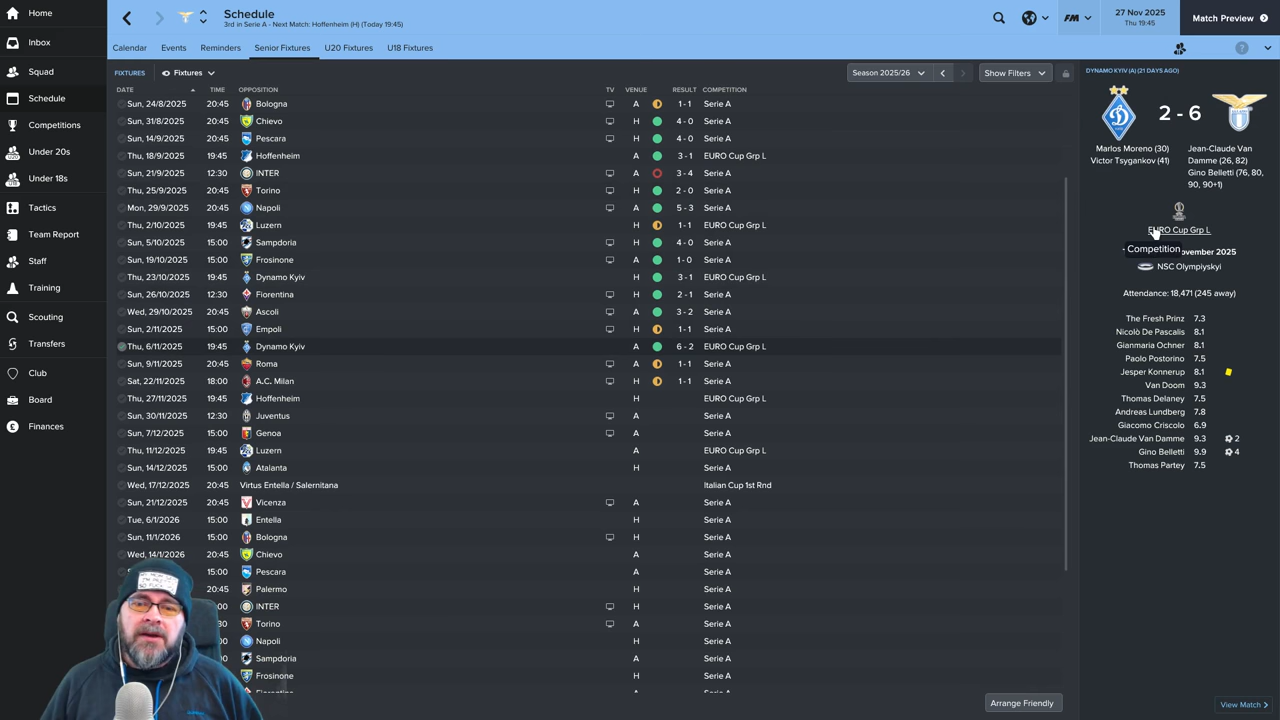 Home
Inbox
Squad
Schedule
Competitions
Under 20s
Under 18s
Tactics
Team Report
Staff
Training
Scouting
Transfers
Club
Board
Finances
Schedule
3rd in Serie A - Next Match: Hoffenheim (H) (Today 19:45)
FM
27 Nov 2025
Thu 19:45
Match Preview
Calendar Events Reminders Senior Fixtures U20 Fixtures U18 Fixtures
?
FIXTURES Fixtures Season 2025/26 Show Filters
DATE TIME OPPOSITION TV VENUE RESULT COMPETITION
Sun, 24/8/2025 20:45 Bologna A 1-1 Serie A
Sun, 31/8/2025 20:45 Chievo H 4-0 Serie A
Sun, 14/9/2025 20:45 Pescara H 4-0 Serie A
Thu, 18/9/2025 19:45 Hoffenheim A 3-1 EURO Cup Grp L
Sun, 21/9/2025 12:30 INTER A 3-4 Serie A
Thu, 25/9/2025 20:45 Torino H 2-0 Serie A
Mon, 29/9/2025 20:45 Napoli A 5-3 Serie A
Thu, 2/10/2025 19:45 Luzern H 1-1 EURO Cup Grp L
Sun, 5/10/2025 15:00 Sampdoria H 4-0 Serie A
Sun, 19/10/2025 15:00 Frosinone A 1-0 Serie A
Thu, 23/10/2025 19:45 Dynamo Kyiv H 3-1 EURO Cup Grp L
Sun, 26/10/2025 12:30 Fiorentina H 2-1 Serie A
Wed, 29/10/2025 20:45 Ascoli A 3-2 Serie A
Sun, 2/11/2025 15:00 Empoli H 1-1 Serie A
Thu, 6/11/2025 19:45 Dynamo Kyiv A 6-2 EURO Cup Grp L
Sun, 9/11/2025 20:45 Roma A 1-1 Serie A
Sat, 22/11/2025 18:00 A.C. Milan H 1-1 Serie A
Thu, 27/11/2025 19:45 Hoffenheim H EURO Cup Grp L
Sun, 30/11/2025 12:30 Juventus A Serie A
Sun, 7/12/2025 15:00 Genoa A Serie A
Thu, 11/12/2025 19:45 Luzern A EURO Cup Grp L
Sun, 14/12/2025 15:00 Atalanta H Serie A
Wed, 17/12/2025 20:45 Virtus Entella / Salernitana Italian Cup 1st Rnd
Sun, 21/12/2025 20:45 Vicenza A Serie A
Tue, 6/1/2026 15:00 Entella H Serie A
Sun, 11/1/2026 15:00 Bologna H Serie A
Wed, 14/1/2026 20:45 Chievo A Serie A
15:00 Pescara A Serie A
20:45 Palermo H Serie A
INTER H Serie A
Torino A Serie A
Napoli H Serie A
Sampdoria A Serie A
Frosinone H Serie A
Arrange Friendly
DYNAMO KYIV (A) (21 DAYS AGO)
2 - 6
Marlos Moreno (30)
Victor Tsygankov (41)
Jean-Claude Van
Damme (26, 82)
Gino Belletti (76, 80,
90, 90+1)
EURO Cup Grp L
Competition
November 2025
NSC Olympiyskyi
Attendance: 18,471 (245 away)
The Fresh Prinz 7.3
Nicolò De Pascalis 8.1
Gianmaria Ochner 8.1
Paolo Postorino 7.5
Jesper Konnerup 8.1
Van Doom 9.3
Thomas Delaney 7.5
Andreas Lundberg 7.8
Giacomo Criscolo 6.9
Jean-Claude Van Damme 9.3 2
Gino Belletti 9.9 4
Thomas Partey 7.5
View Match